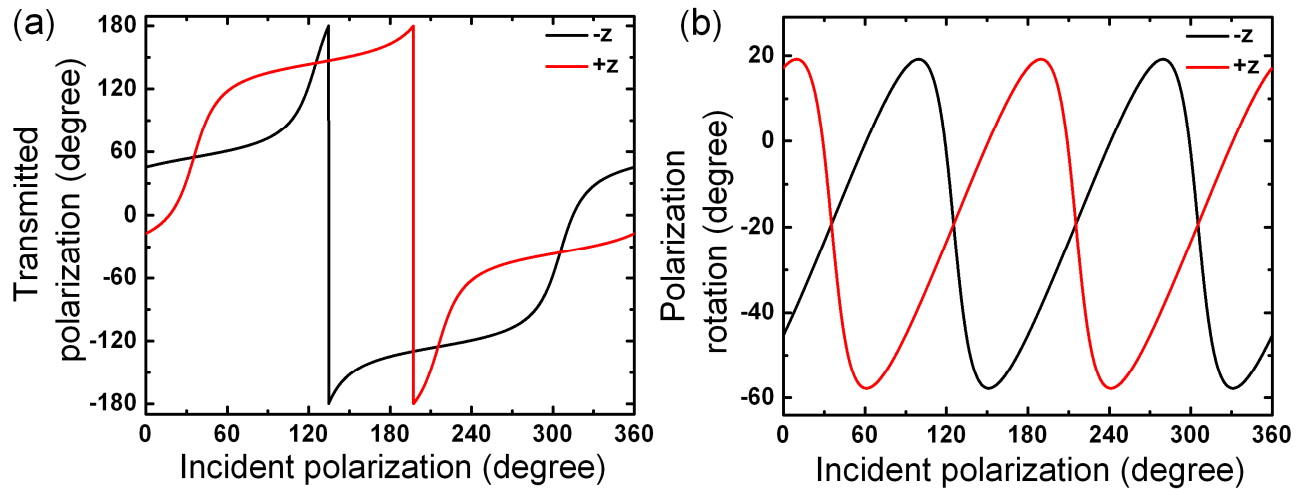 (a)
-z
+z
Transmitted
polarization (degree)
180
120
60
0
-60
-120
-180
0 60 120 180 240 300 360
Incident polarization (degree)
(b)
-z
+z
Polarization
rotation (degree)
20
0
-20
-40
-60
0 60 120 180 240 300 360
Incident polarization (degree)